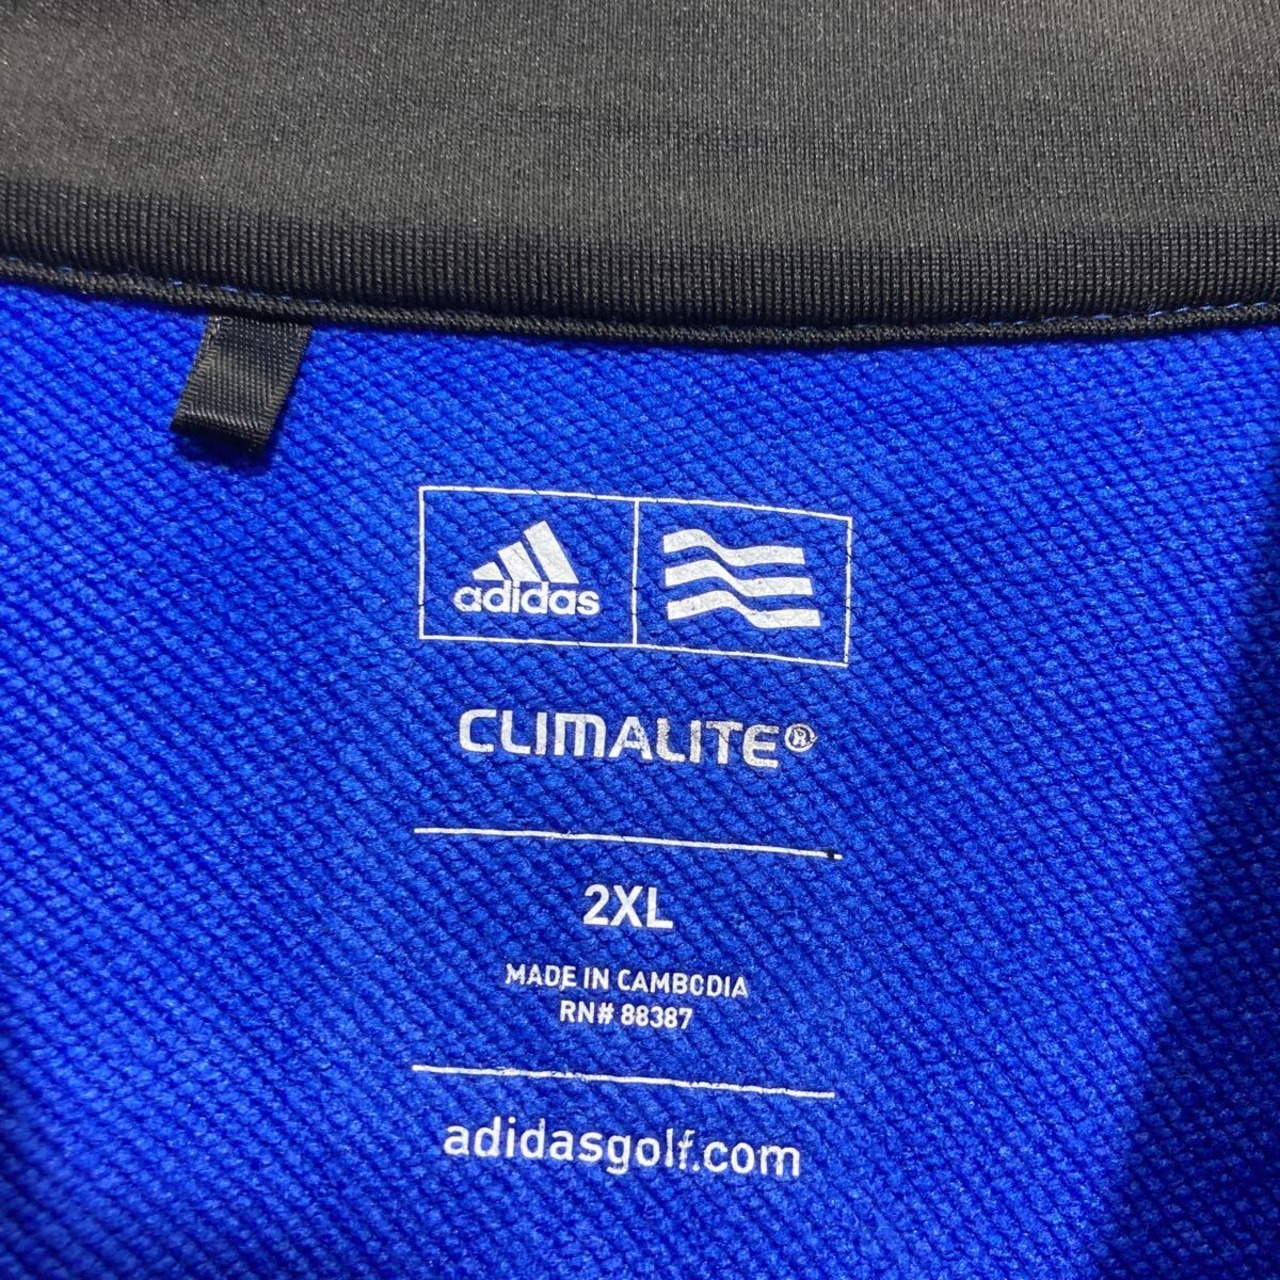 adidas
CLIMALITE®
2XL
MADE IN CAMBODIA
RN# 88387
adidasgolf.com